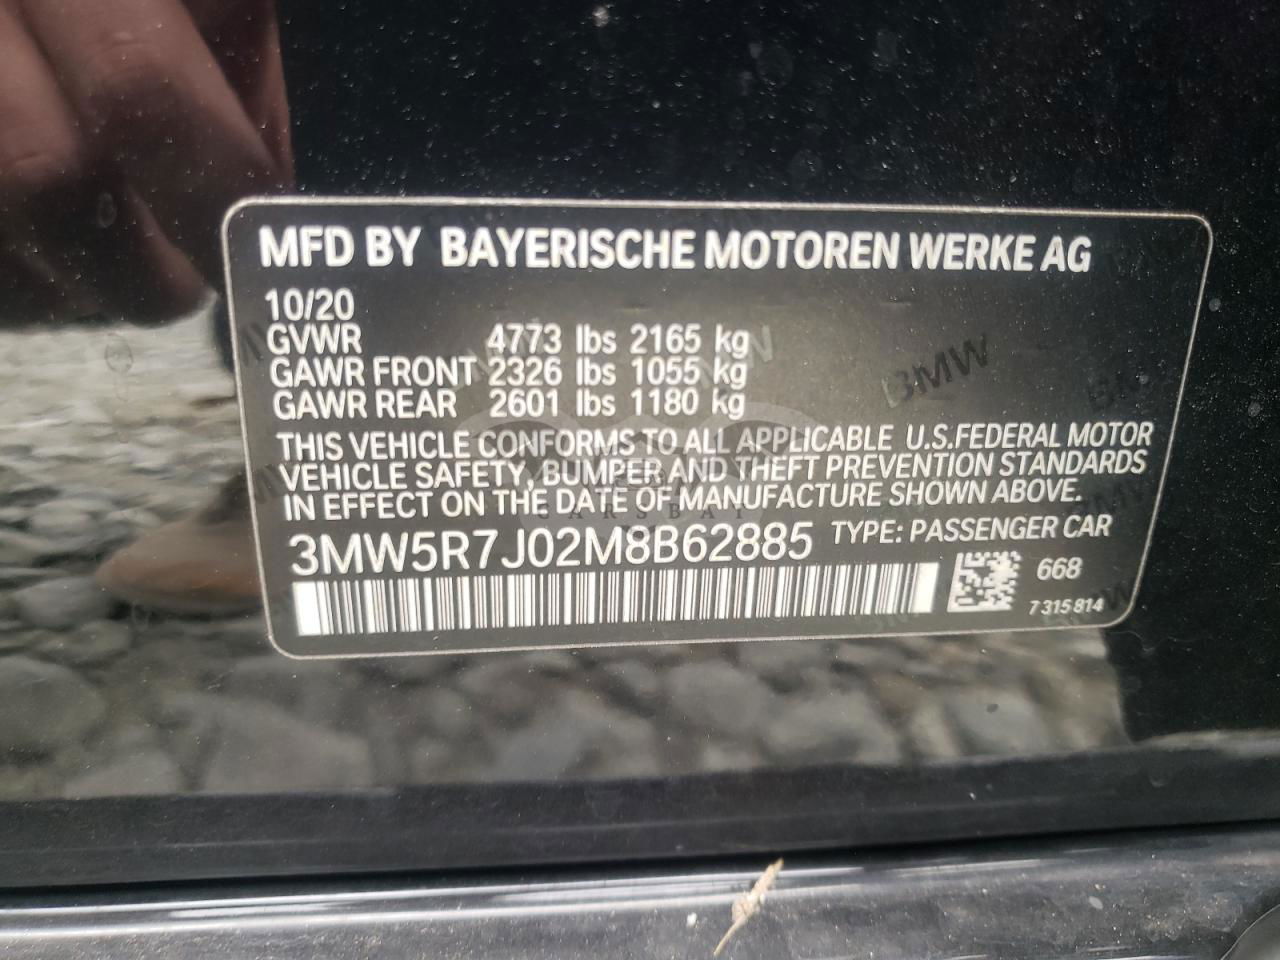 MFD BY BAYERISCHE MOTOREN WERKE AG
10/20
GVWR 4773 lbs 2165 kg
GAWR FRONT 2326 lbs 1055 kg
GAWR REAR 2601 lbs 1180 kg
BMW
THIS VEHICLE CONFORMS TO ALL APPLICABLE U.S.FEDERAL MOTOR
VEHICLE SAFETY, BUMPER AND THEFT PREVENTION STANDARDS
IN EFFECT ON THE DATE OF MANUFACTURE SHOWN ABOVE.
CARSBAT
3MW5R7J02M8B62885 TYPE: PASSENGER CAR
668
7 315 814